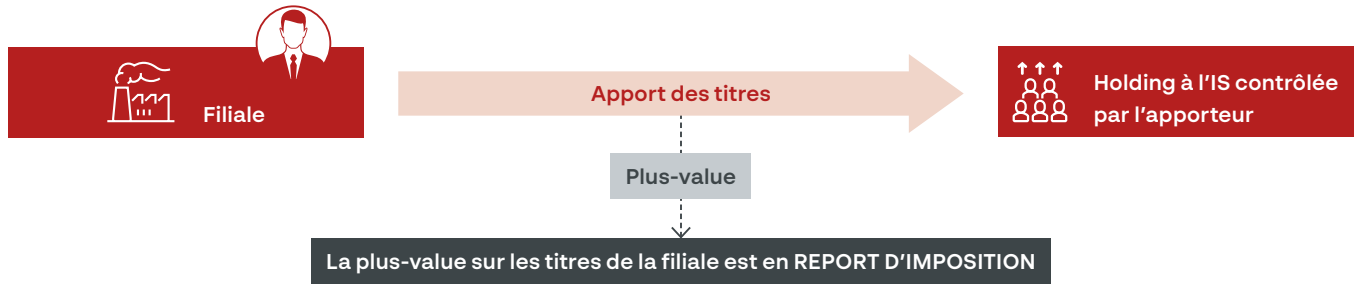 Filiale
Apport des titres
Holding à l’IS contrôlée
par l’apporteur
Plus-value
La plus-value sur les titres de la filiale est en REPORT D’IMPOSITION